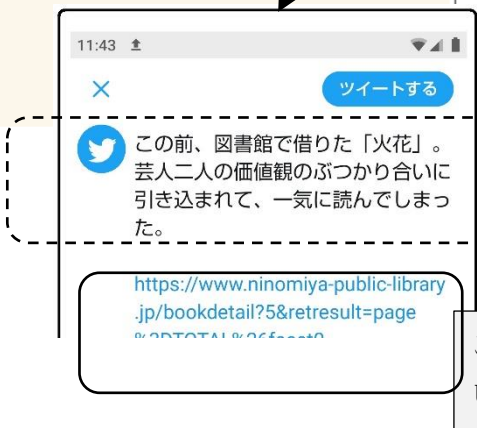 11:43
ツイートする
この前、図書館で借りた「火花」。
芸人二人の価値観のぶつかり合いに
引き込まれて、一気に読んでしまっ
た。
https://www.ninomiya-public-library
.jp/bookdetail?5&retresult=page